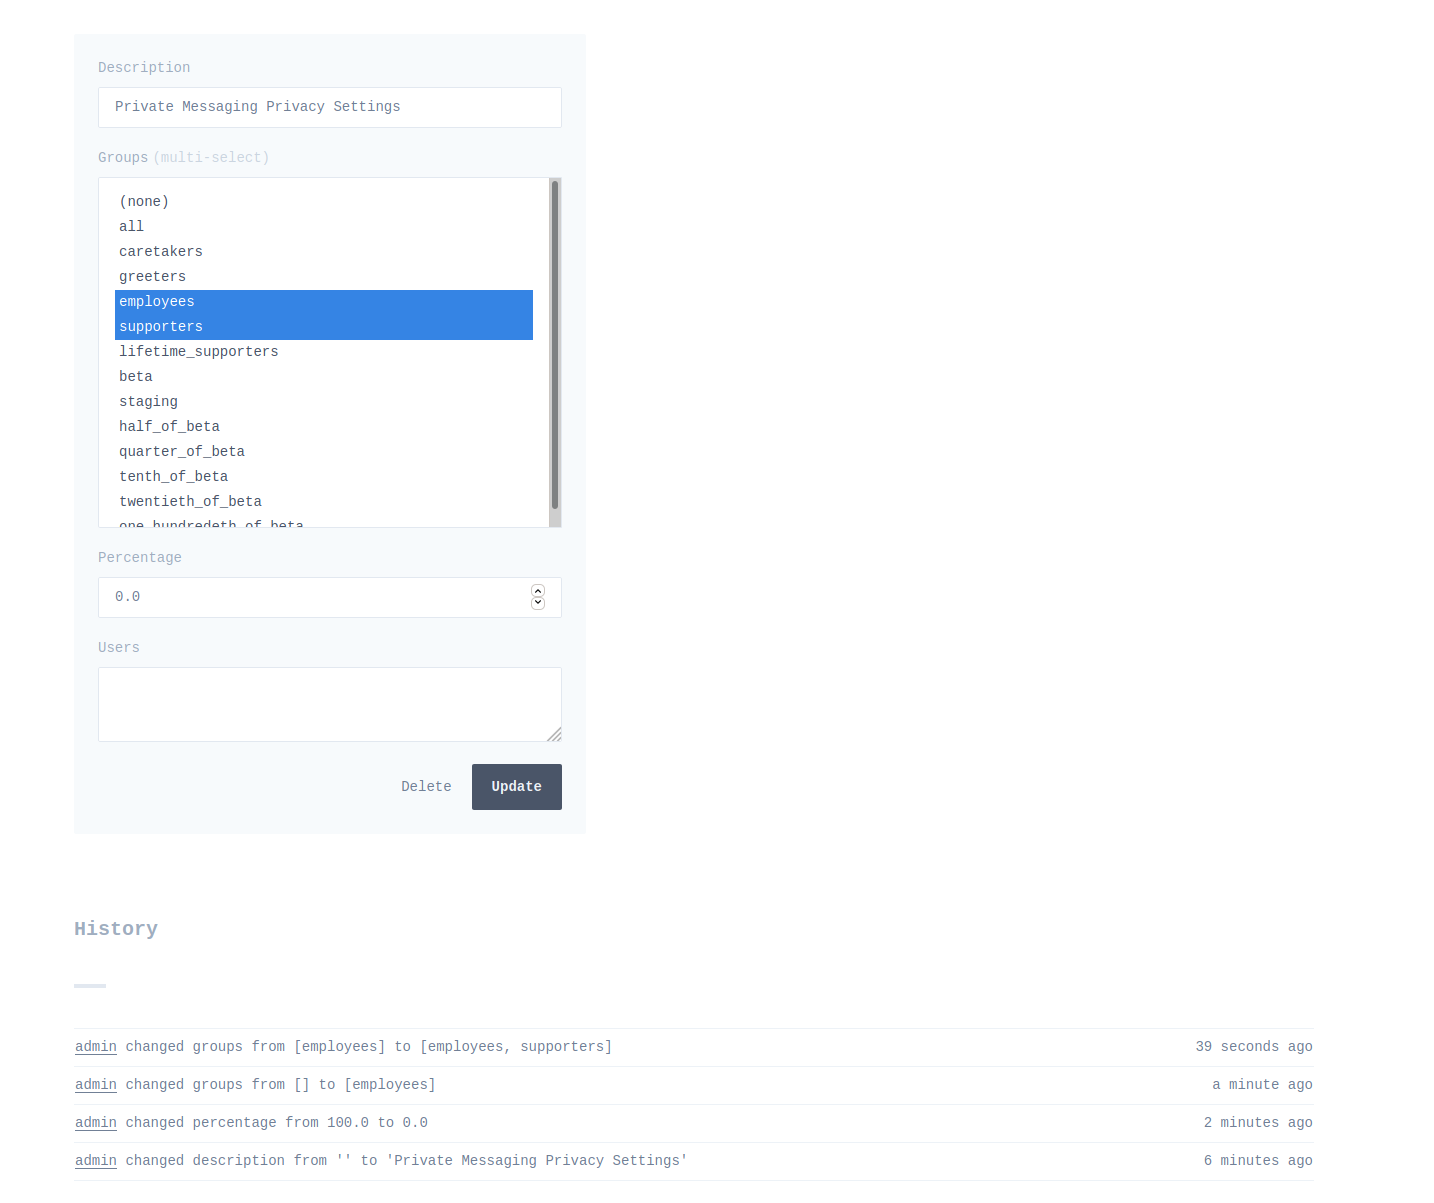 Description
Private Messaging Privacy Settings
Groups (multi-select)
(none)
all
caretakers
greeters
employees
supporters
lifetime_supporters
beta
staging
half_of_beta
quarter_of_beta
tenth_of_beta
twentieth_of_beta
one_hundredeth_of_beta
Percentage
0.0
Users
Delete Update
History
admin changed groups from [employees] to [employees, supporters] 39 seconds ago
admin changed groups from [] to [employees] a minute ago
admin changed percentage from 100.0 to 0.0 2 minutes ago
admin changed description from '' to 'Private Messaging Privacy Settings' 6 minutes ago